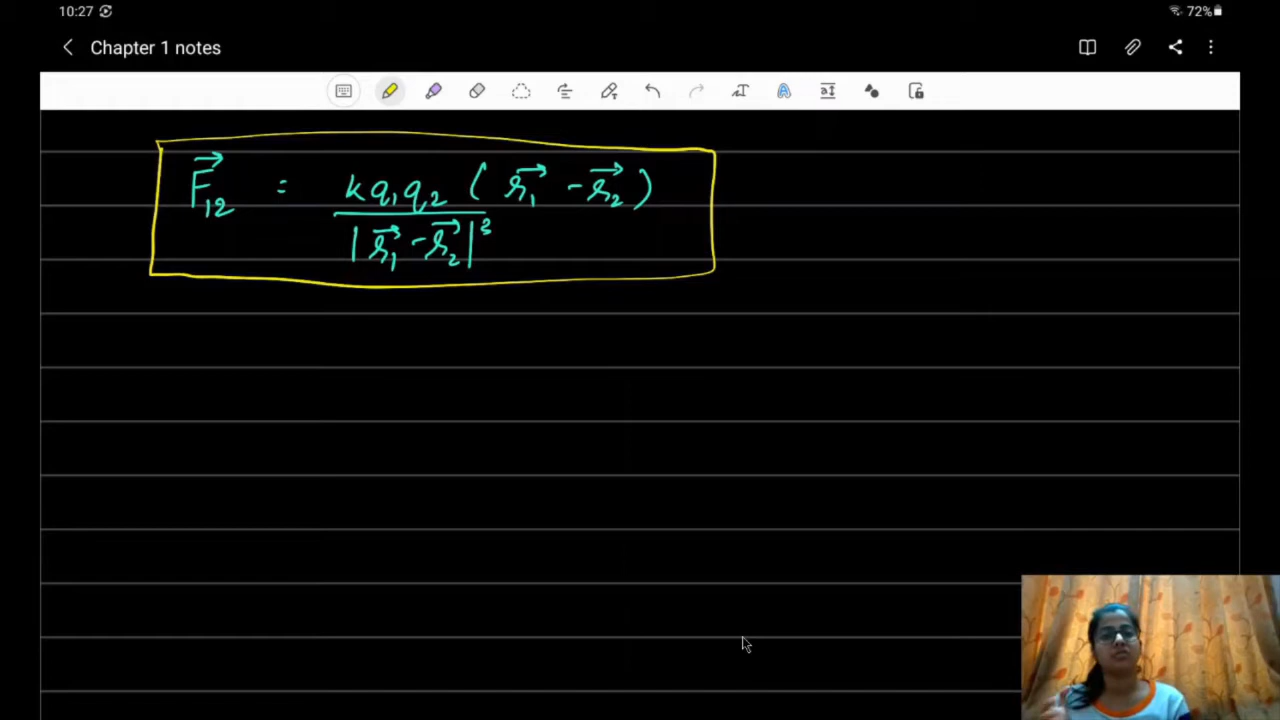 10:27 72%
Chapter 1 notes
F⃗12 = kq1q2 ( r⃗1 - r⃗2 )
| r⃗1 - r⃗2 |³